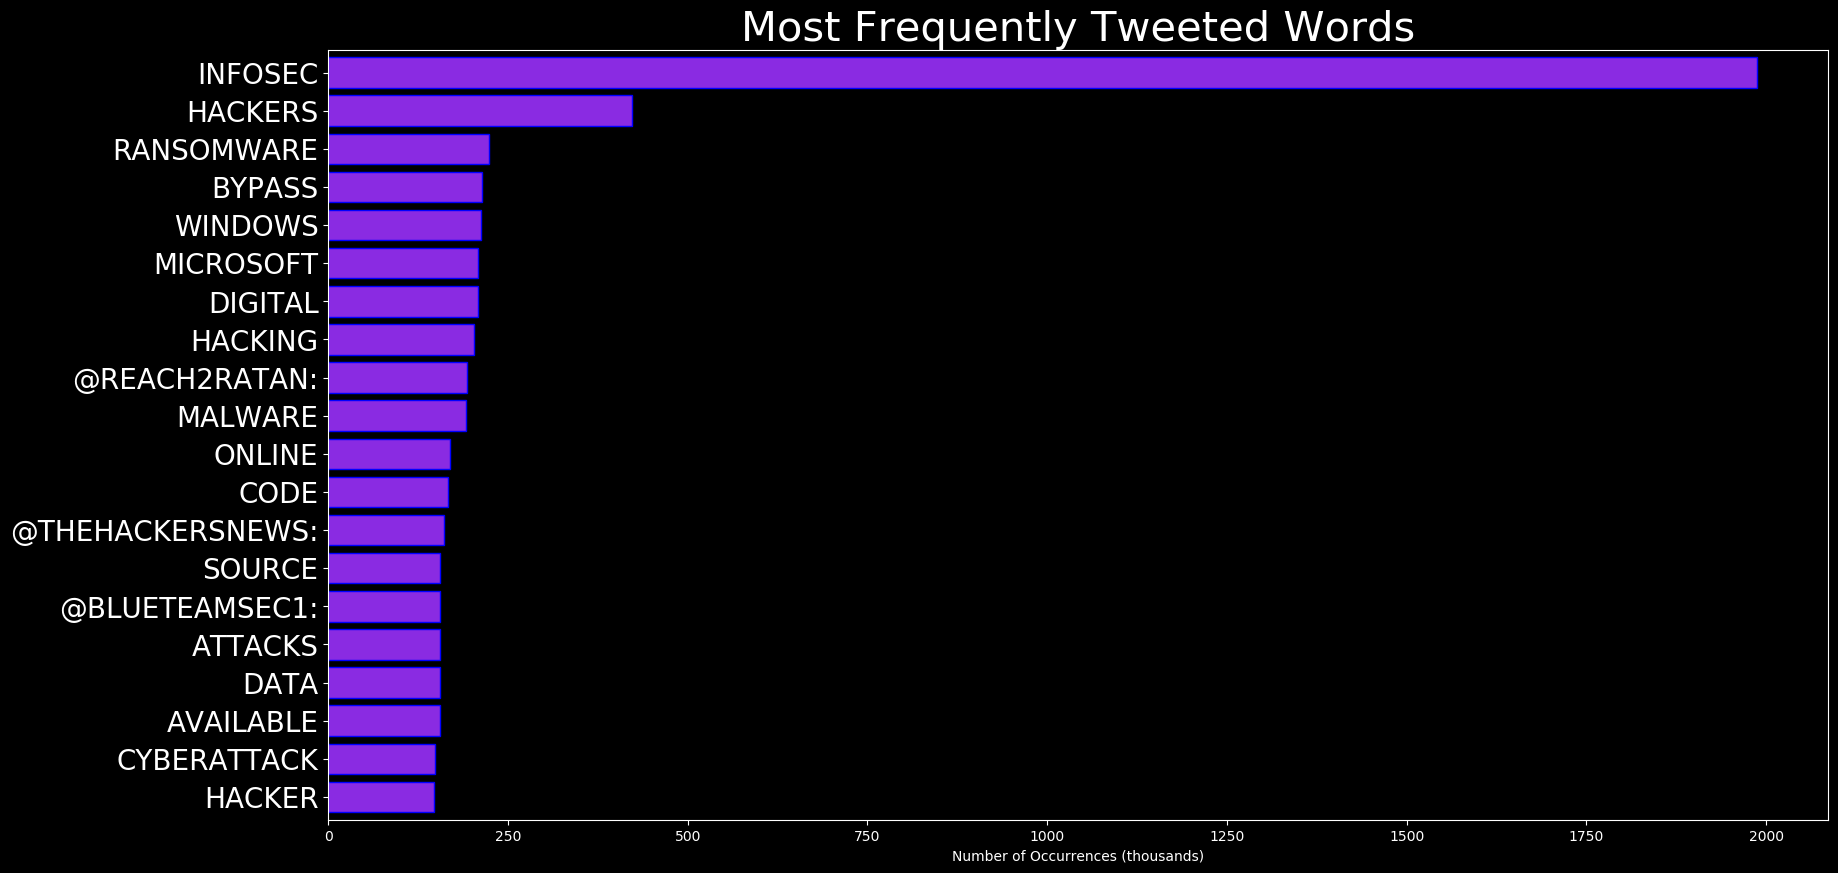 Most Frequently Tweeted Words
INFOSEC
HACKERS
RANSOMWARE
BYPASS
WINDOWS
MICROSOFT
DIGITAL
HACKING
@REACH2RATAN:
MALWARE
ONLINE
CODE
@THEHACKERSNEWS:
SOURCE
@BLUETEAMSEC1:
ATTACKS
DATA
AVAILABLE
CYBERATTACK
HACKER
0 250 500 750 1000 1250 1500 1750 2000
Number of Occurrences (thousands)